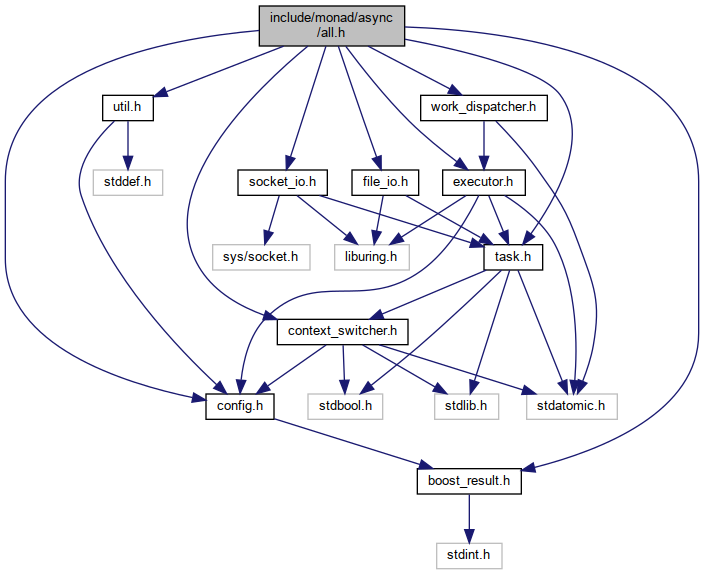 include/monad/async
/all.h
util.h
work_dispatcher.h
stddef.h
socket_io.h
file_io.h
executor.h
sys/socket.h
liburing.h
task.h
context_switcher.h
config.h
stdbool.h
stdlib.h
stdatomic.h
boost_result.h
stdint.h